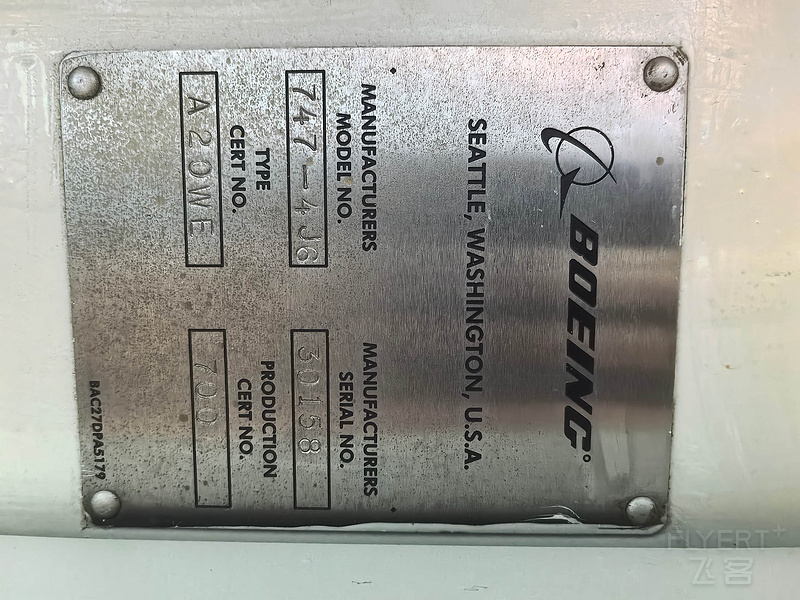 BOEING®
SEATTLE, WASHINGTON, U.S.A.
MANUFACTURERS
MODEL NO.
747-4J6
MANUFACTURERS
SERIAL NO.
30158
TYPE
CERT NO.
A20WE
PRODUCTION
CERT NO.
700
BAC27DPA5179
FLYERT+
飞客